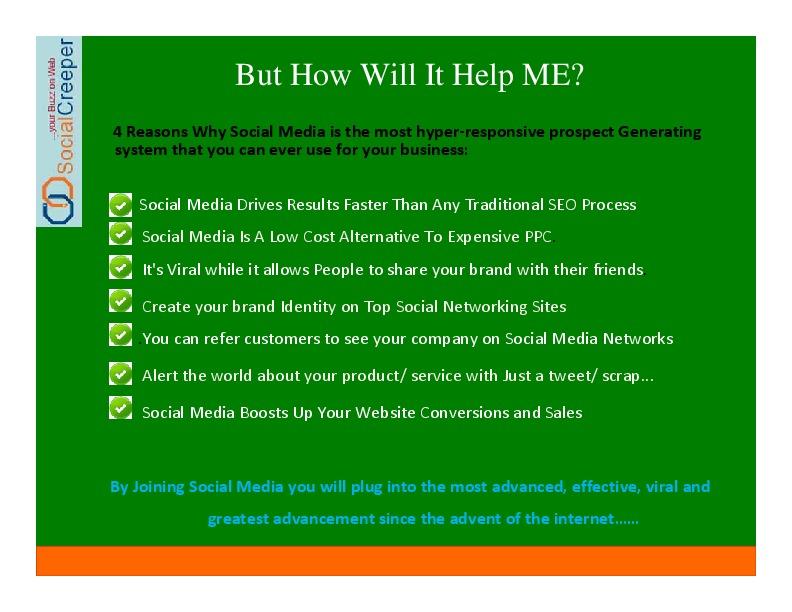 ...your Buzz on Web
SocialCreeper
But How Will It Help ME?
4 Reasons Why Social Media is the most hyper-responsive prospect Generating
system that you can ever use for your business:
Social Media Drives Results Faster Than Any Traditional SEO Process
Social Media Is A Low Cost Alternative To Expensive PPC.
It's Viral while it allows People to share your brand with their friends.
Create your brand Identity on Top Social Networking Sites
You can refer customers to see your company on Social Media Networks
Alert the world about your product/ service with Just a tweet/ scrap...
Social Media Boosts Up Your Website Conversions and Sales
By Joining Social Media you will plug into the most advanced, effective, viral and
greatest advancement since the advent of the internet......